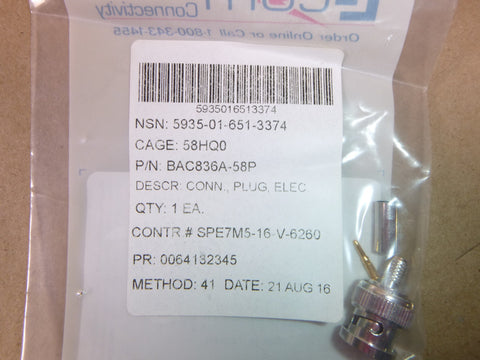 Connectivity
Order Online or Call 1-800-343-1455
5935016513374
NSN: 5935-01-651-3374
CAGE: 58HQ0
P/N: BAC836A-58P
DESCR: CONN., PLUG, ELEC
QTY: 1 EA.
CONTR.# SPE7M5-16-V-6260
PR: 0064132345
METHOD: 41 DATE: 21 AUG 16